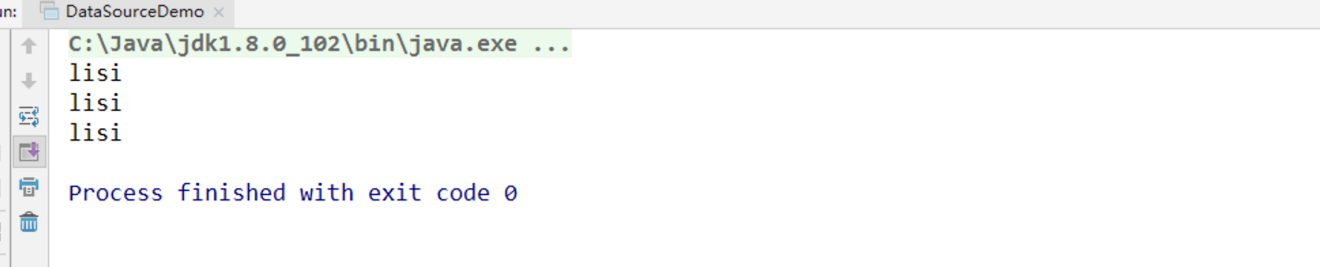 un:
DataSourceDemo
C:\Java\jdk1.8.0_102\bin\java.exe ...
lisi
lisi
lisi
Process finished with exit code 0